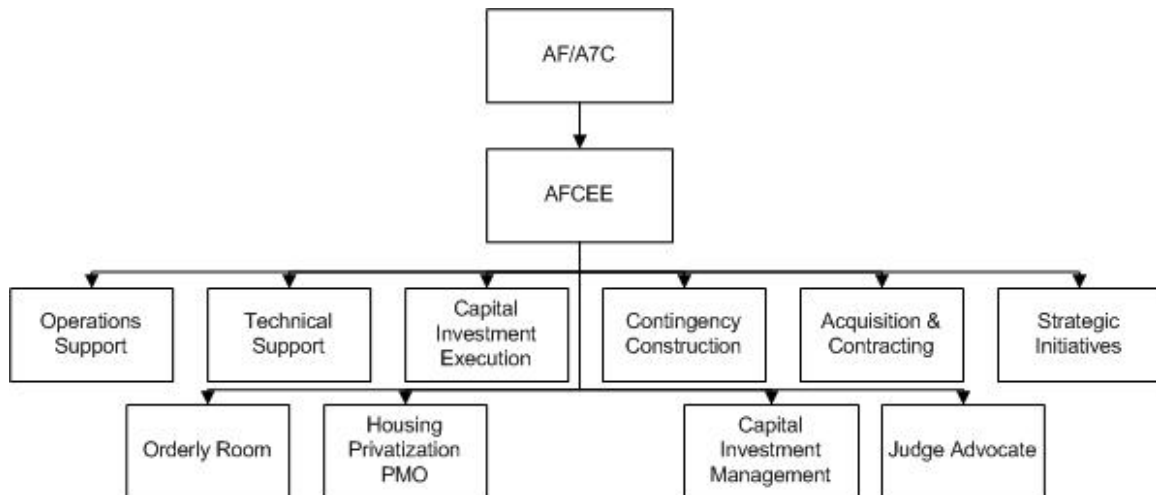 AF/A7C
AFCEE
Operations
Support
Technical
Support
Capital
Investment
Execution
Contingency
Construction
Acquisition &
Contracting
Strategic
Initiatives
Orderly Room
Housing
Privatization
PMO
Capital
Investment
Management
Judge Advocate